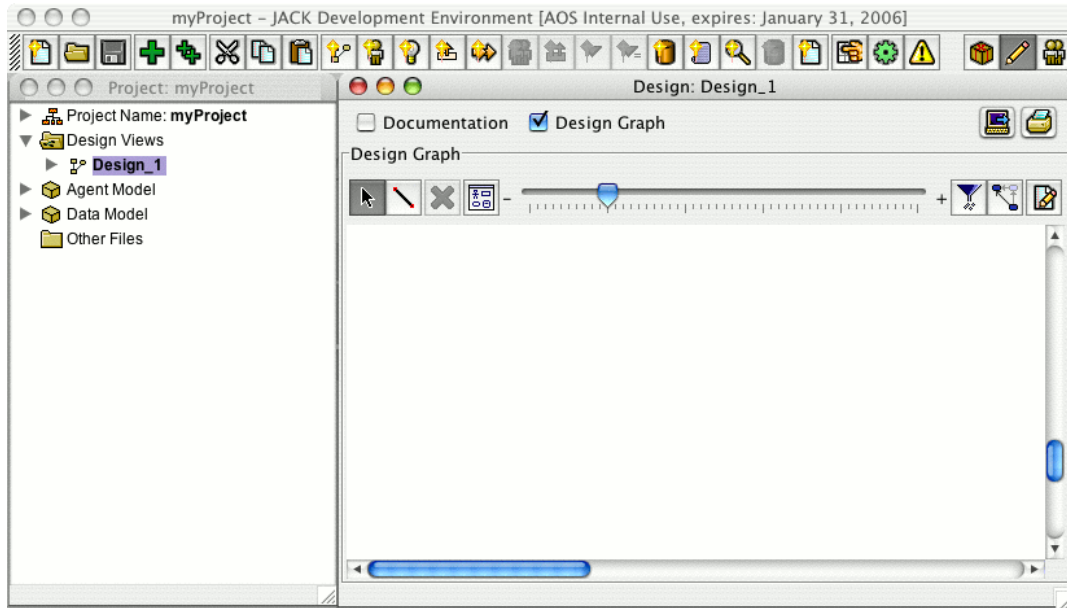 myProject – JACK Development Environment [AOS Internal Use, expires: January 31, 2006]
Project: myProject
Project Name: myProject
Design Views
Design_1
Agent Model
Data Model
Other Files
Design: Design_1
Documentation Design Graph
Design Graph
- +